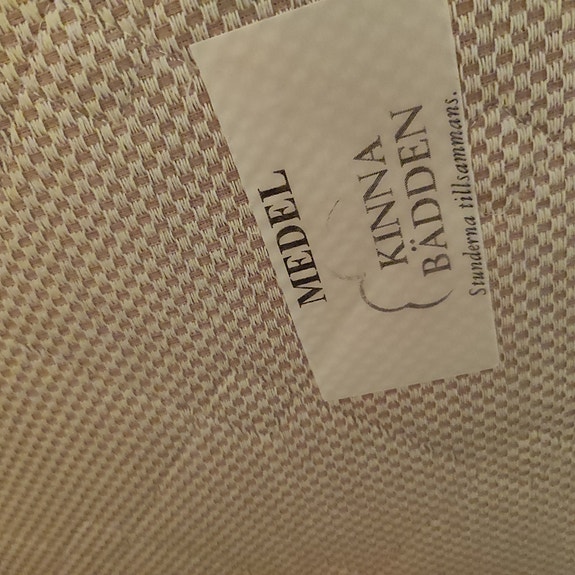 MEDEL
KINNA
BÄDDEN
Stunderna tillsammans.